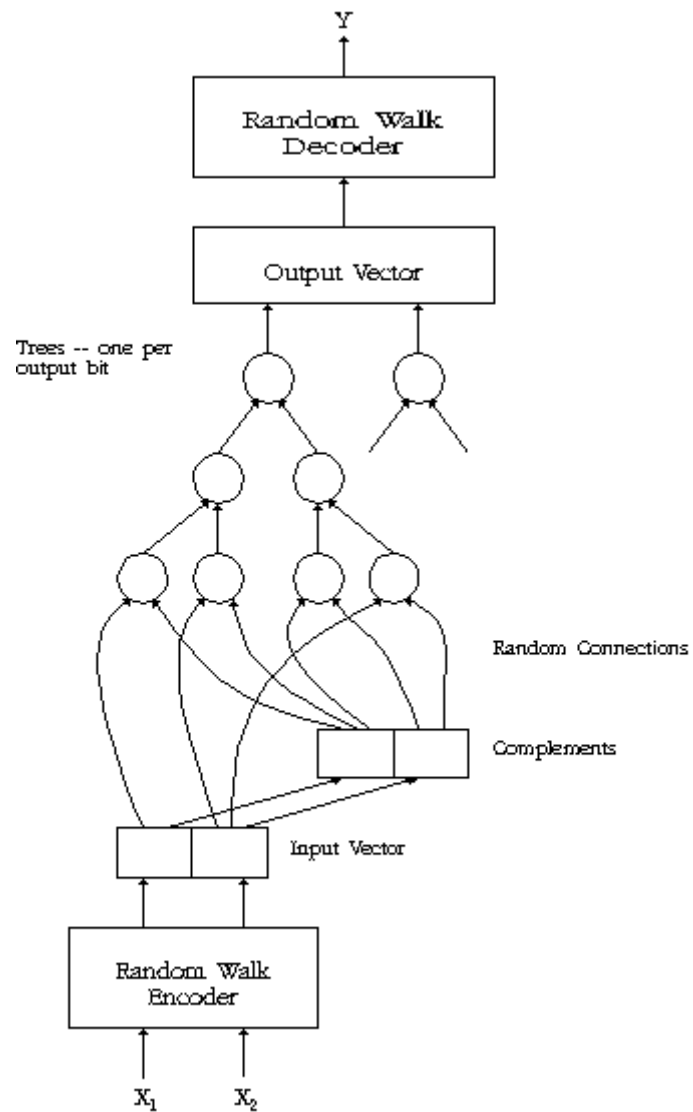 Y
Random Walk
Decoder
Output Vector
Trees -- one per
output bit
Random Connections
Complements
Input Vector
Random Walk
Encoder
X₁ X₂